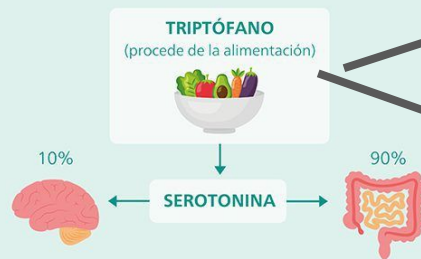 TRIPTÓFANO
(procede de la alimentación)
10%
90%
SEROTONINA